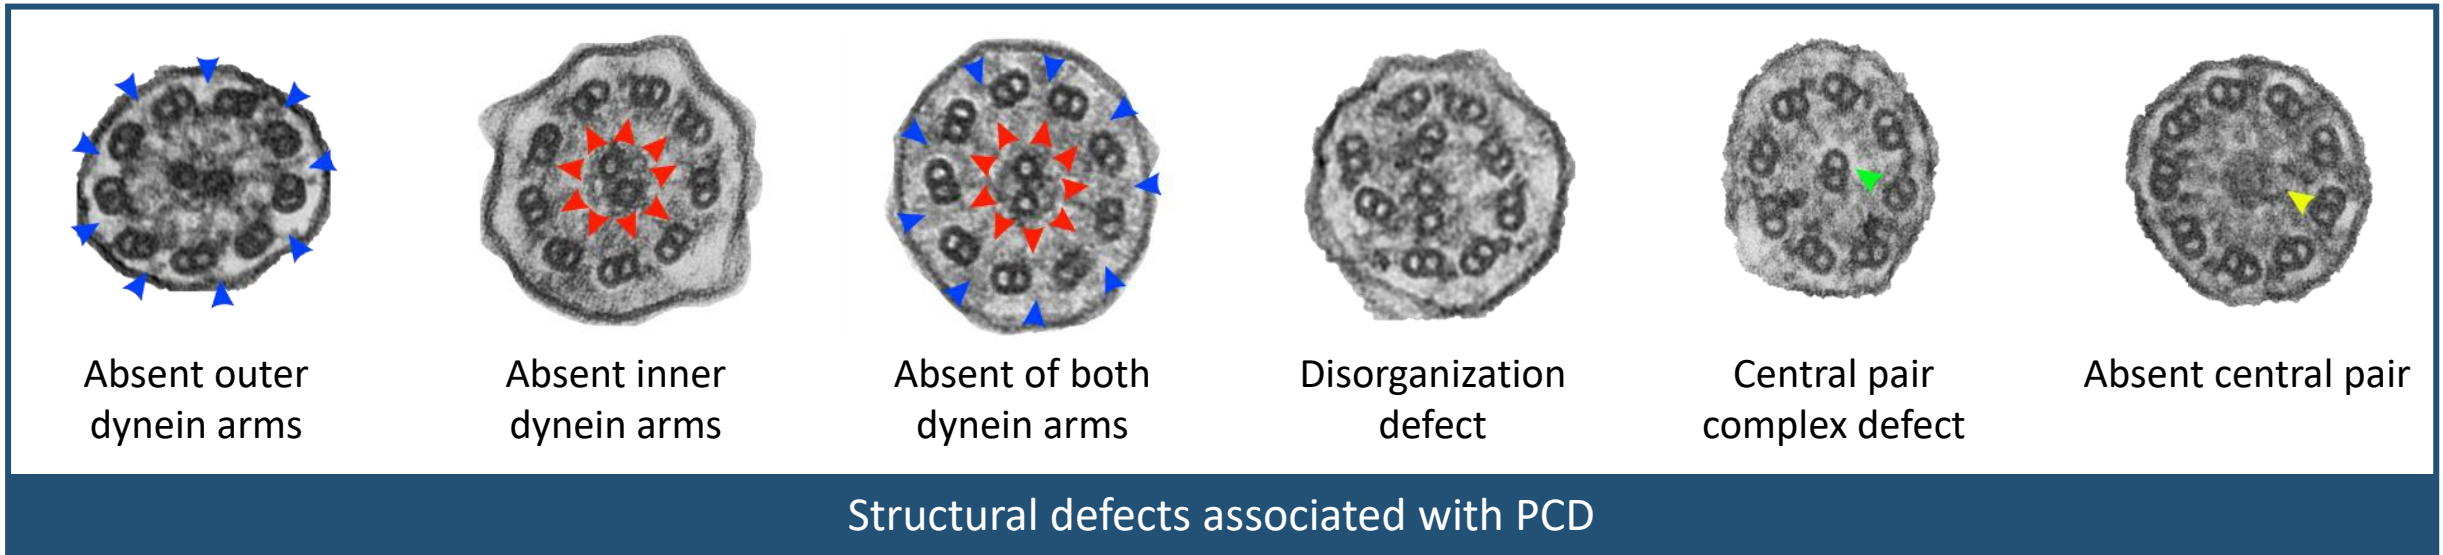 Absent outer
dynein arms
Absent inner
dynein arms
Absent of both
dynein arms
Disorganization
defect
Central pair
complex defect
Absent central pair
Structural defects associated with PCD